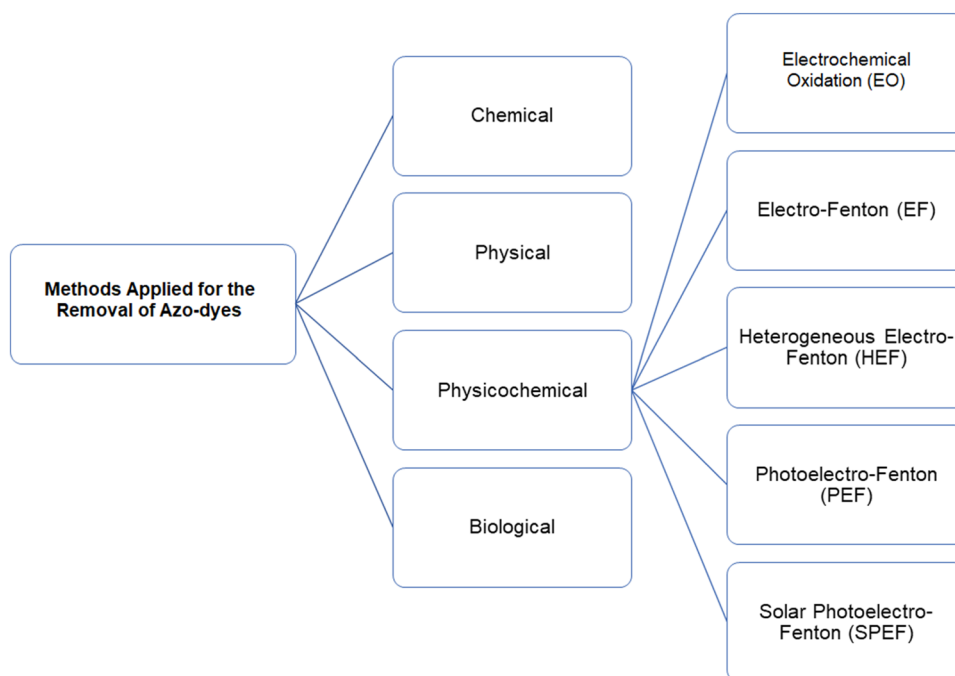 Methods Applied for the
Removal of Azo-dyes
Chemical
Physical
Physicochemical
Biological
Electrochemical
Oxidation (EO)
Electro-Fenton (EF)
Heterogeneous Electro-
Fenton (HEF)
Photoelectro-Fenton
(PEF)
Solar Photoelectro-
Fenton (SPEF)